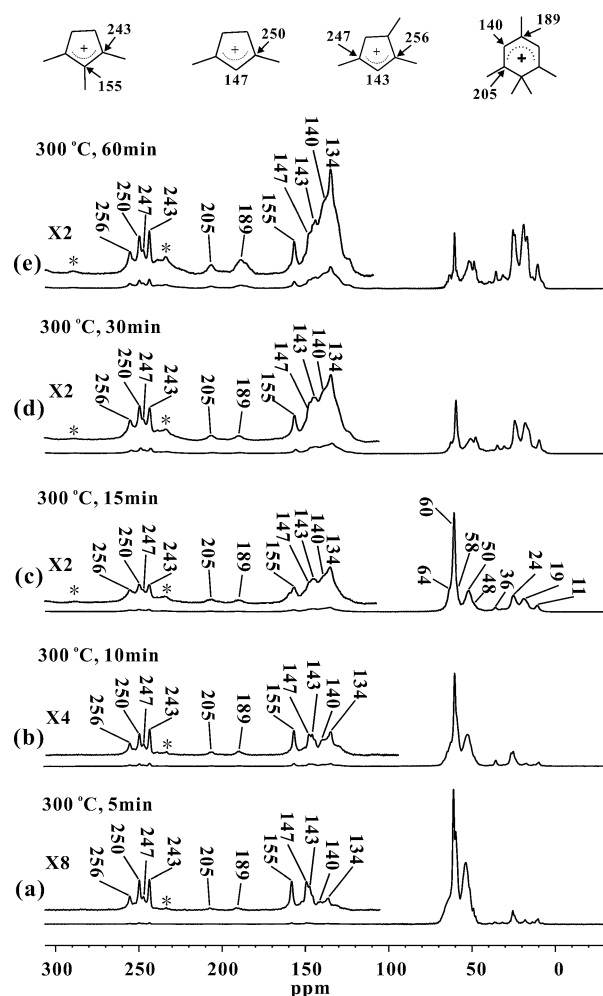 243
155
+
250
147
+
247
256
143
+
140
189
205
+
300 °C, 60min
X2
(e)
* 256 250 247 243 * 205 189 155 147 143 140 134
300 °C, 30min
X2
(d)
* 256 250 247 243 * 205 189 155 147 143 140 134
300 °C, 15min
X2
(c)
* 256 250 247 243 * 205 189 155 147 143 140 134
64 60 58 50 48 36 24 19 11
300 °C, 10min
X4
(b)
256 250 247 243 * 205 189 155 147 143 140 134
300 °C, 5min
X8
(a)
256 250 247 243 * 205 189 155 147 143 140 134
300 250 200 150 100 50 0
ppm ppm